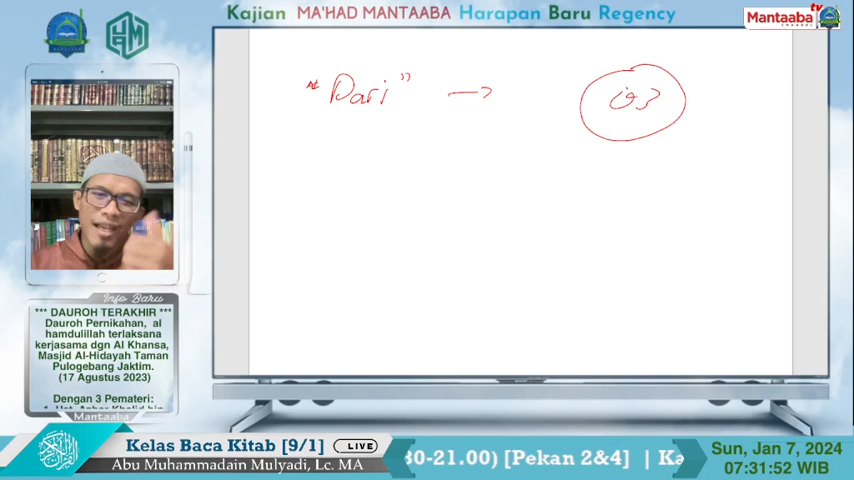 Kajian MA'HAD MANTAABA Harapan Baru Regency
tv
Mantaaba
CHANNEL
"Dari" →
حرف
Info Baru
*** DAUROH TERAKHIR ***
Dauroh Pernikahan, al
hamdulillah terlaksana
kerjasama dgn Al Khansa,
Masjid Al-Hidayah Taman
Pulogebang Jaktim.
(17 Agustus 2023)
Dengan 3 Pemateri:
Mantaaba
Kelas Baca Kitab [9/1]
LIVE
Abu Muhammadain Mulyadi, Lc. MA
30-21.00) [Pekan 2&4] | Ka
Sun, Jan 7, 2024
07:31:52 WIB